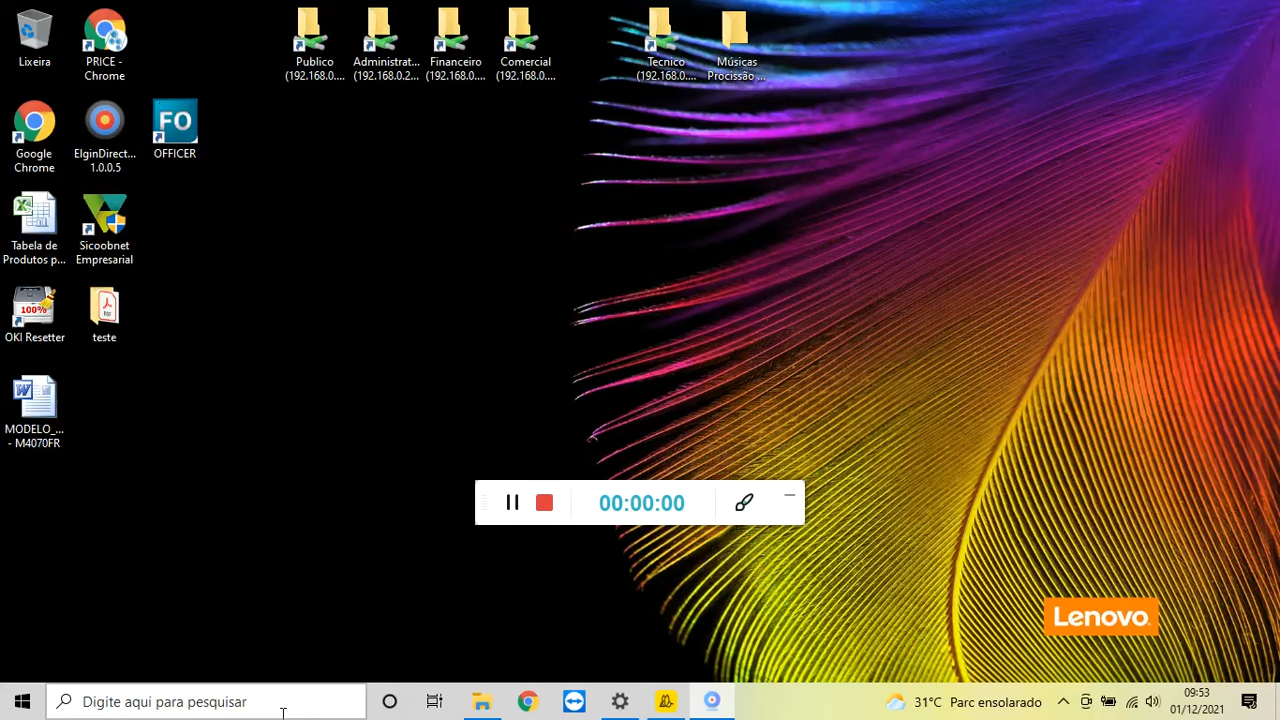 Lixeira
PRICE -
Chrome
Publico
(192.168.0....
Administrat...
(192.168.0.2...
Financeiro
(192.168.0....
Comercial
(192.168.0....
Tecnico
(192.168.0....
Músicas
Procissão ...
Google
Chrome
ElginDirect...
1.0.0.5
FO
OFFICER
Tabela de
Produtos p...
Sicoobnet
Empresarial
100%
OKI Resetter
PDF
teste
MODELO_...
- M4070FR
00:00:00
Lenovo
Digite aqui para pesquisar
31°C Parc ensolarado
09:53
01/12/2021